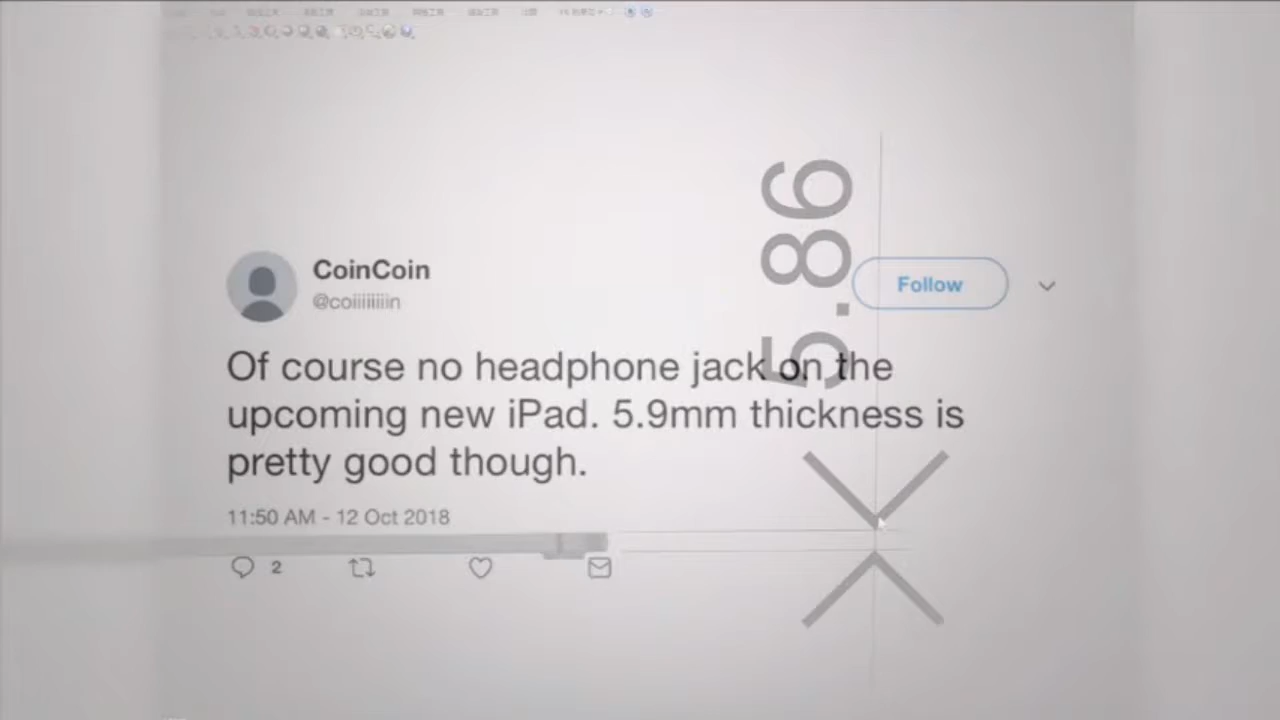 CoinCoin
@coiiiiiiiin
Follow
Of course no headphone jack on the
upcoming new iPad. 5.9mm thickness is
pretty good though.
11:50 AM - 12 Oct 2018
2
5.86